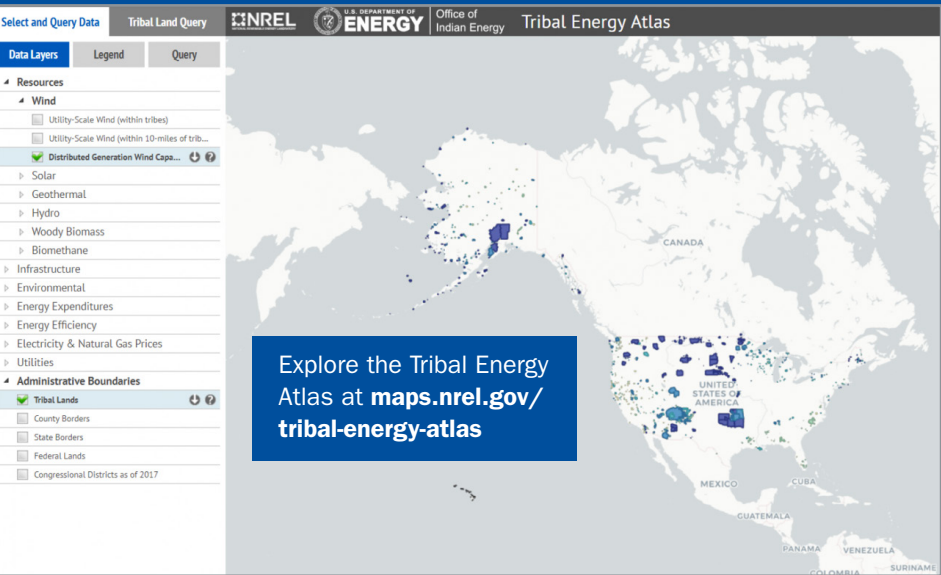 Select and Query Data
Tribal Land Query
NREL
U.S. DEPARTMENT OF
ENERGY
Office of
Indian Energy
Tribal Energy Atlas
Data Layers
Legend
Query
Resources
Wind
Utility-Scale Wind (within tribes)
Utility-Scale Wind (within 10-miles of trib...
Distributed Generation Wind Capa...
Solar
Geothermal
Hydro
Woody Biomass
Biomethane
Infrastructure
Environmental
Energy Expenditures
Energy Efficiency
Electricity & Natural Gas Prices
Utilities
Administrative Boundaries
Tribal Lands
County Borders
State Borders
Federal Lands
Congressional Districts as of 2017
CANADA
Explore the Tribal Energy
Atlas at maps.nrel.gov/
tribal-energy-atlas
UNITED
STATES OF
AMERICA
MEXICO
CUBA
GUATEMALA
PANAMA
VENEZUELA
COLOMBIA
SURINAME